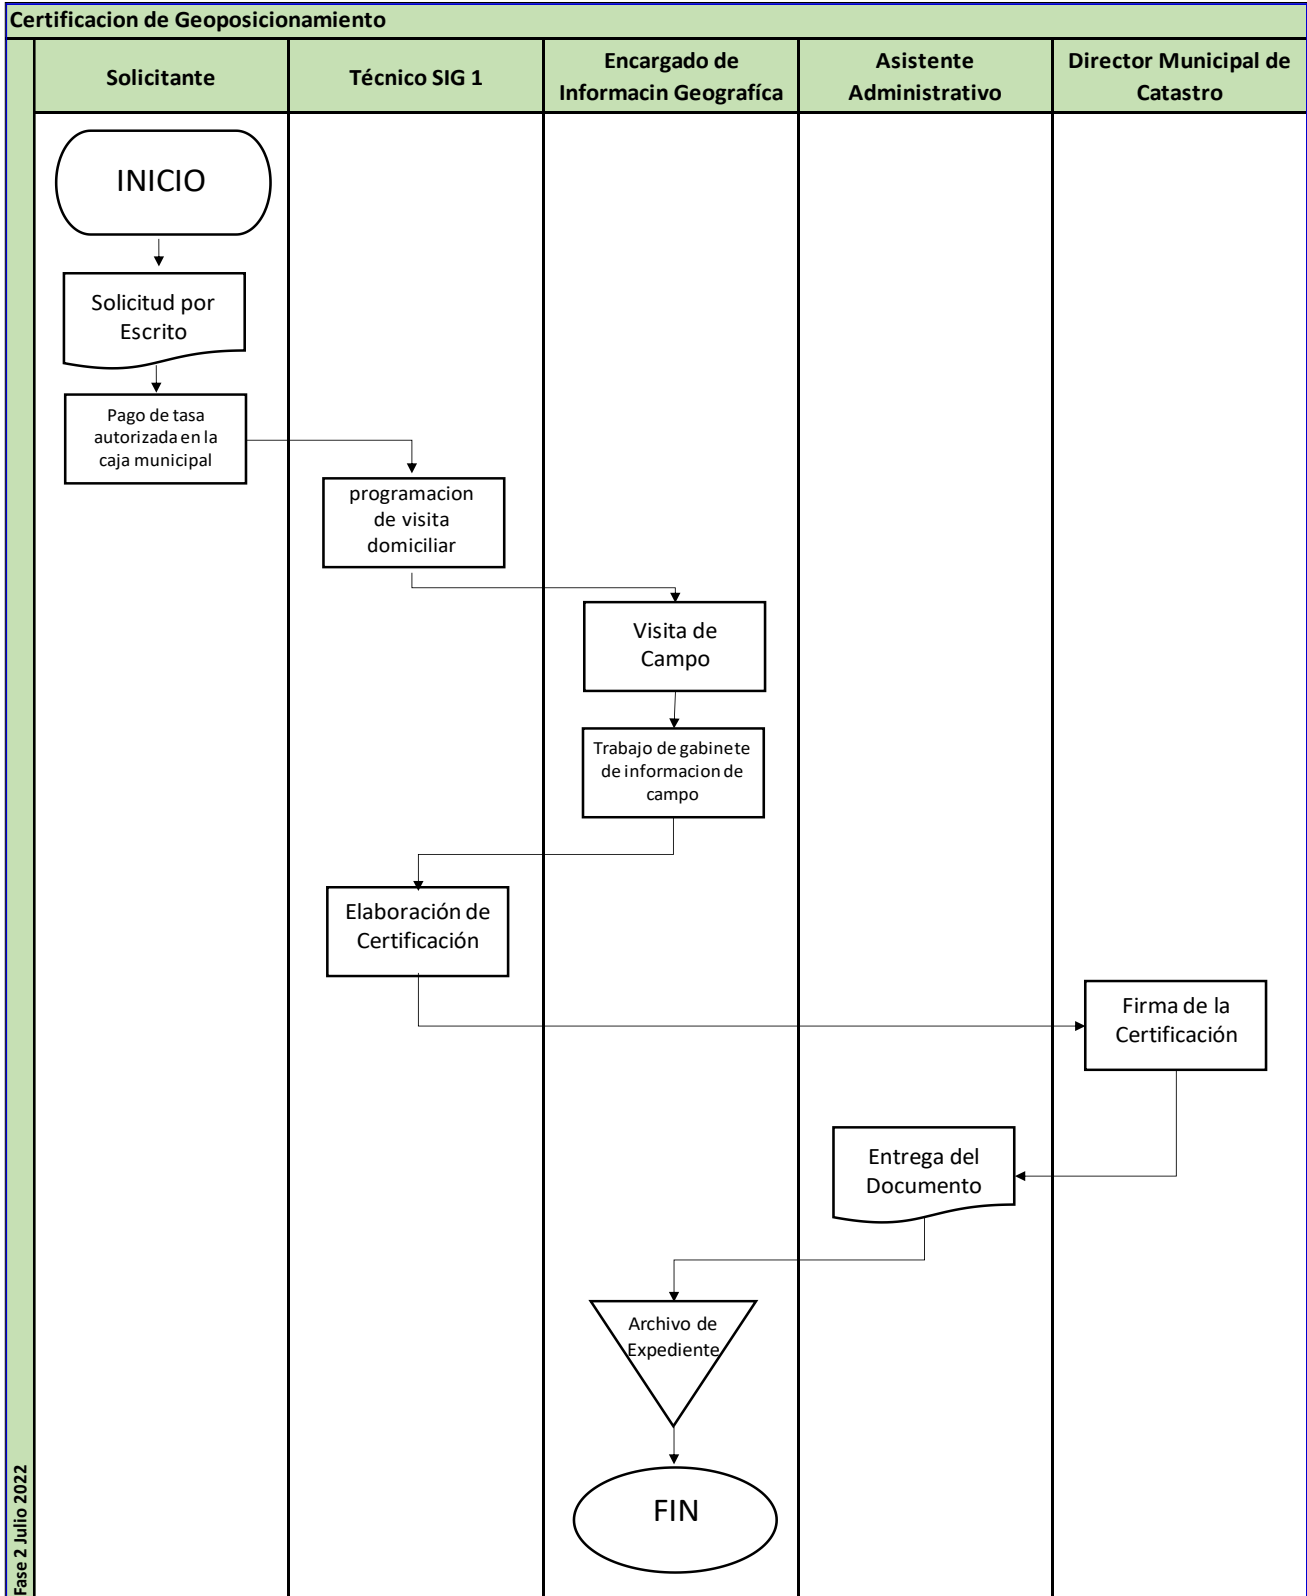 Certificacion de Geoposicionamiento
Solicitante
Técnico SIG 1
Encargado de
Informacin Geografíca
Asistente
Administrativo
Director Municipal de
Catastro
INICIO
Solicitud por
Escrito
Pago de tasa
autorizada en la
caja municipal
programacion
de visita
domiciliar
Visita de
Campo
Trabajo de gabinete
de informacion de
campo
Elaboración de
Certificación
Firma de la
Certificación
Entrega del
Documento
Archivo de
Expediente
FIN
Fase 2 Julio 2022